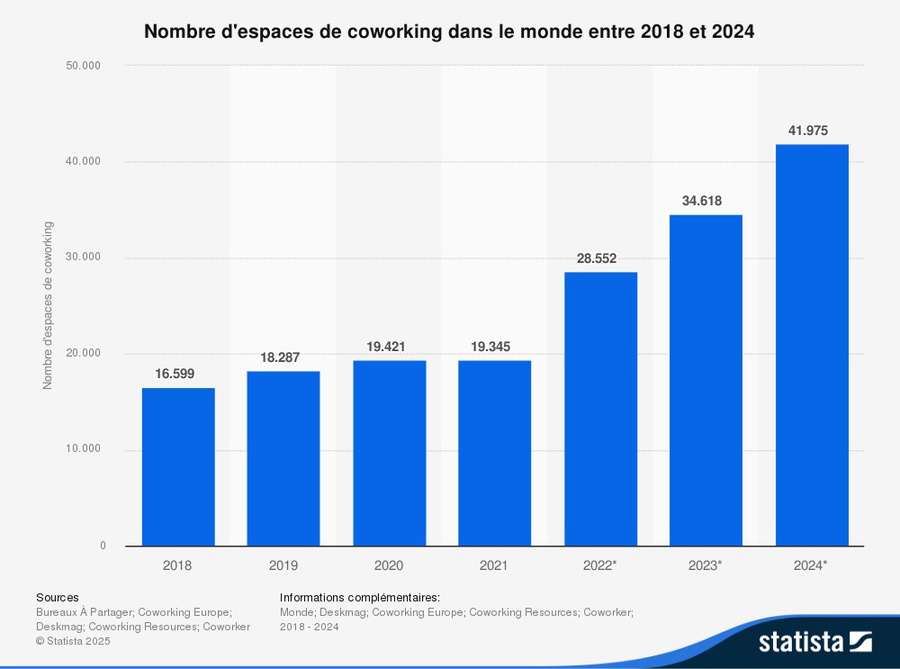 Nombre d'espaces de coworking dans le monde entre 2018 et 2024
50.000
40.000
30.000
20.000
10.000
0
Nombre d'espaces de coworking
16.599
18.287
19.421
19.345
28.552
34.618
41.975
2018
2019
2020
2021
2022*
2023*
2024*
Sources
Bureaux À Partager; Coworking Europe;
Deskmag; Coworking Resources; Coworker
© Statista 2025
Informations complémentaires:
Monde; Deskmag; Coworking Europe; Coworking Resources; Coworker;
2018 - 2024
statista